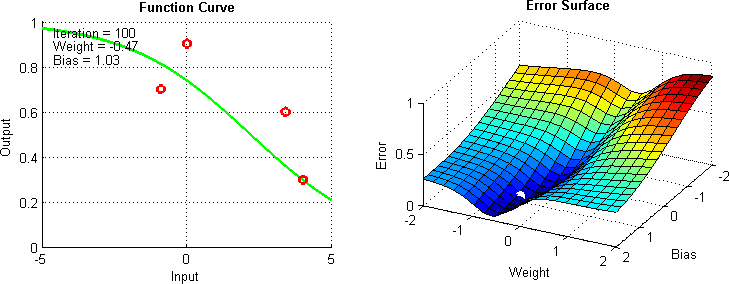 Function Curve
Iteration = 100
Weight = -0.47
Bias = 1.03
1
0.8
0.6
0.4
0.2
0
-5
0
5
Output
Input
Error Surface
1
0.5
0
Error
-2
-1
0
1
2
Weight
2
1
0
-1
-2
Bias